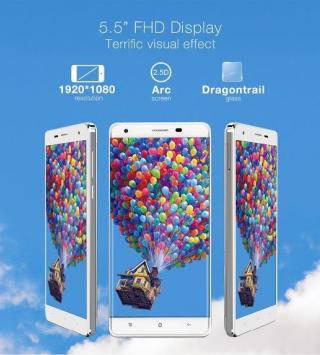 5.5” FHD Display
Terrific visual effect
2.5D
1920*1080
resolution
Arc
screen
Dragontrail
glass